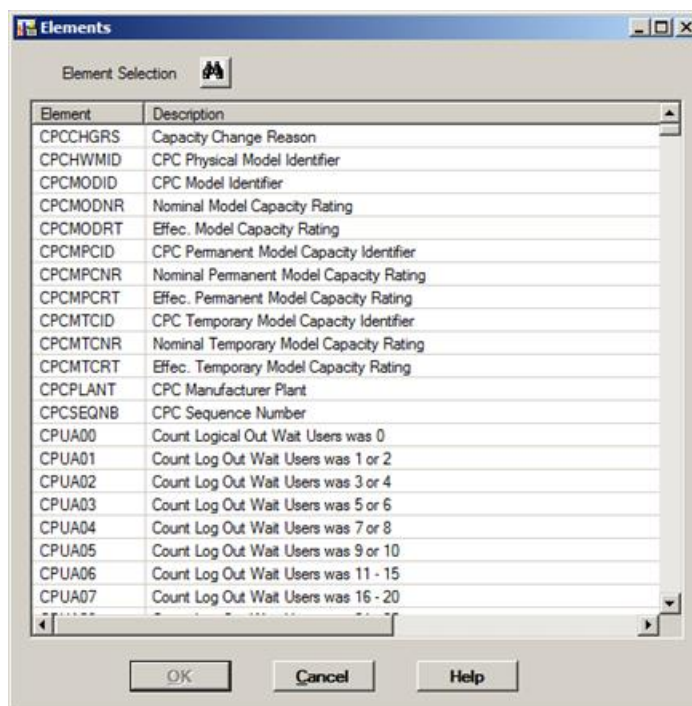 Elements
Element Selection
Element Description
CPCCHGRS Capacity Change Reason
CPCHWMID CPC Physical Model Identifier
CPCMODID CPC Model Identifier
CPCMODNR Nominal Model Capacity Rating
CPCMODRT Effec. Model Capacity Rating
CPCMPCID CPC Permanent Model Capacity Identifier
CPCMPCNR Nominal Permanent Model Capacity Rating
CPCMPCRT Effec. Permanent Model Capacity Rating
CPCMTCID CPC Temporary Model Capacity Identifier
CPCMTCNR Nominal Temporary Model Capacity Rating
CPCMTCRT Effec. Temporary Model Capacity Rating
CPCPLANT CPC Manufacturer Plant
CPCSEQNB CPC Sequence Number
CPUA00 Count Logical Out Wait Users was 0
CPUA01 Count Log Out Wait Users was 1 or 2
CPUA02 Count Log Out Wait Users was 3 or 4
CPUA03 Count Log Out Wait Users was 5 or 6
CPUA04 Count Log Out Wait Users was 7 or 8
CPUA05 Count Log Out Wait Users was 9 or 10
CPUA06 Count Log Out Wait Users was 11 - 15
CPUA07 Count Log Out Wait Users was 16 - 20
OK Cancel Help